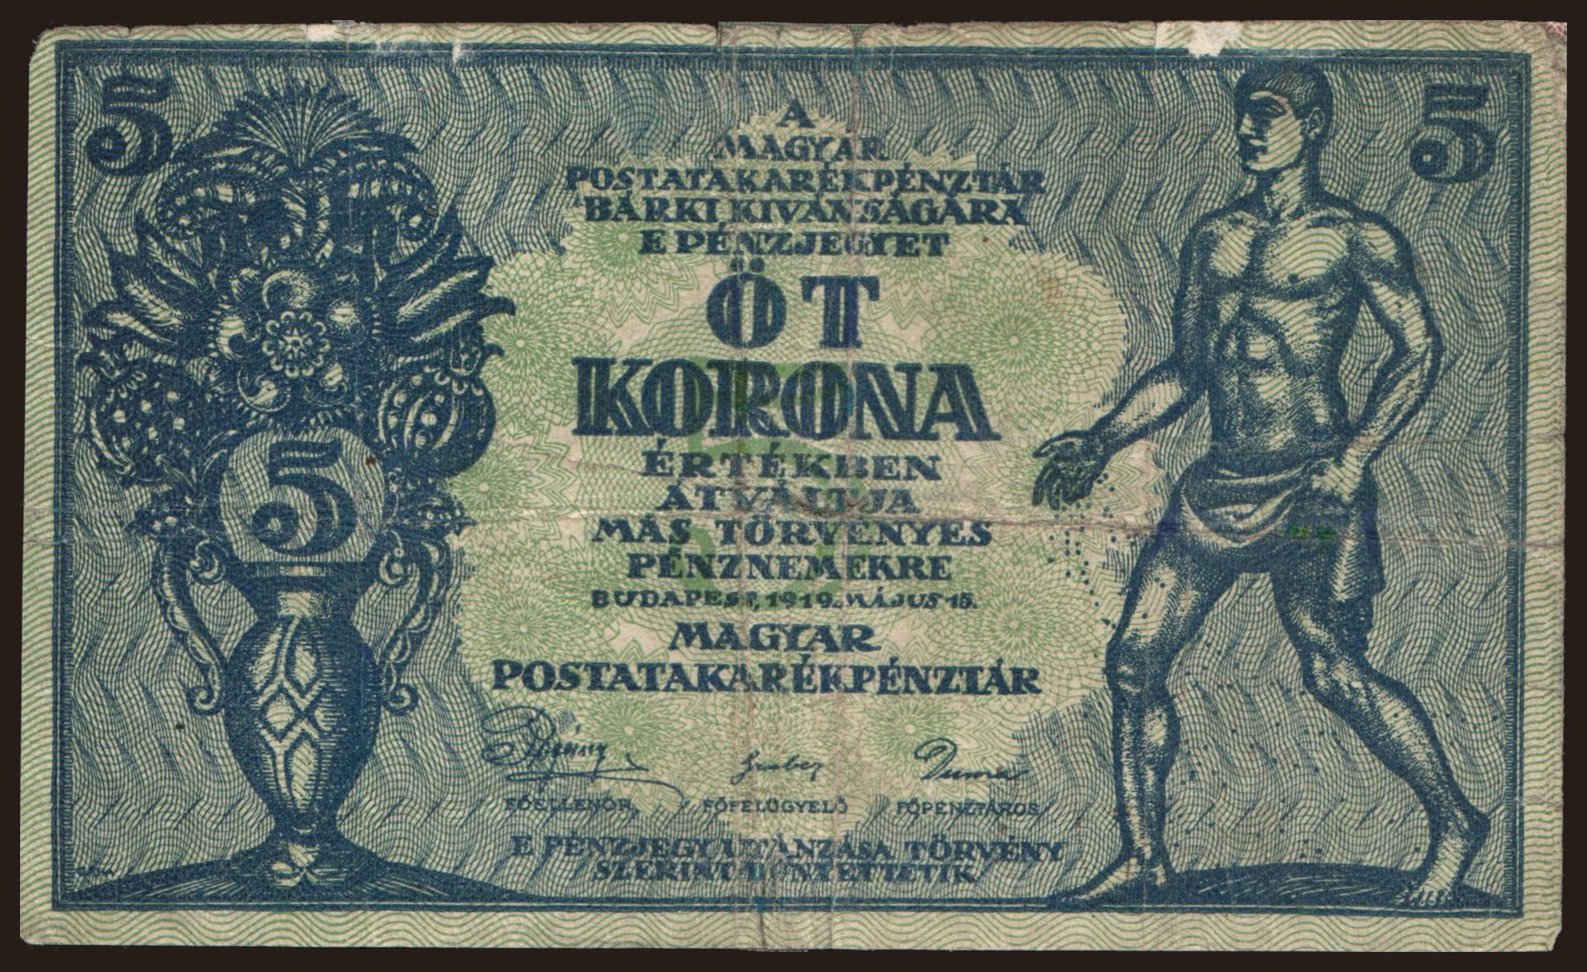 5
5
A
MAGYAR
POSTATAKARÉKPÉNZTÁR
BÁRKI KIVÁNSÁGÁRA
E PÉNZJEGYET
ÖT
KORONA
5
ÉRTÉKBEN
ÁTVÁLTJA
MÁS TÖRVÉNYES
PÉNZNEMEKRE
BUDAPEST, 1919. MÁJUS 15.
MAGYAR
POSTATAKARÉKPÉNZTÁR
FŐELLENŐR FŐFELÜGYELŐ FŐPÉNZTÁROS
E PÉNZJEGY UTÁNZÁSA TÖRVÉNY
SZERINT BÜNTETTETIK